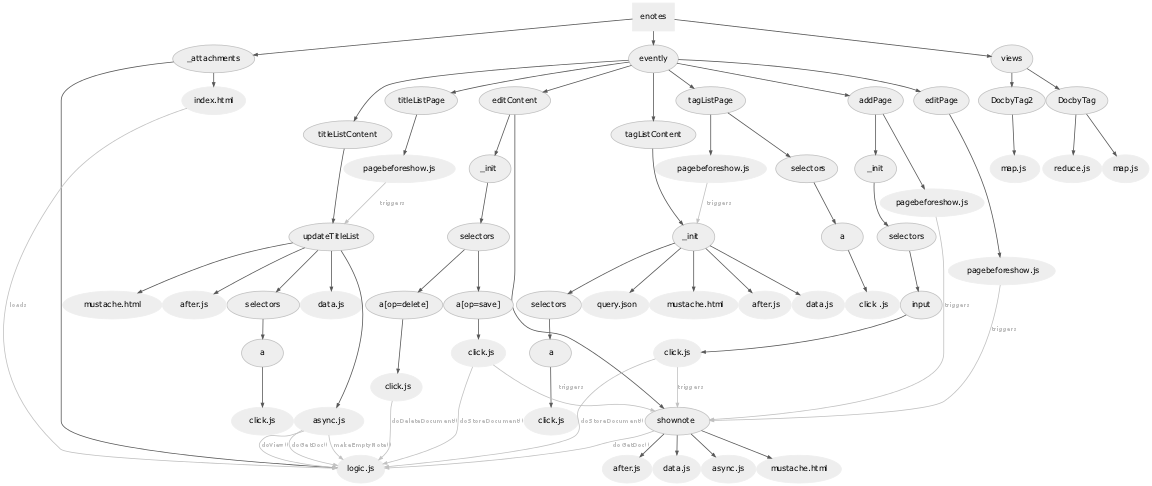 enotes
_attachments
evently
views
index.html
titleListPage
editContent
tagListPage
addPage
editPage
DocbyTag2
DocbyTag
titleListContent
tagListContent
pagebeforeshow.js
_init
pagebeforeshow.js
selectors
_init
map.js
reduce.js
map.js
triggers
triggers
pagebeforeshow.js
updateTitleList
selectors
_init
a
selectors
pagebeforeshow.js
loads
mustache.html
after.js
selectors
data.js
a[op=delete]
a[op=save]
selectors
query.json
mustache.html
after.js
data.js
click .js
input
triggers
triggers
a
click.js
a
click.js
click.js
triggers
triggers
click.js
async.js
doDeleteDocument!!
doStoreDocument!!
click.js
doStoreDocument!!
shownote
doView!!
doGetDoc!!
makeEmptyNote!!
doGetDoc!!
logic.js
after.js
data.js
async.js
mustache.html